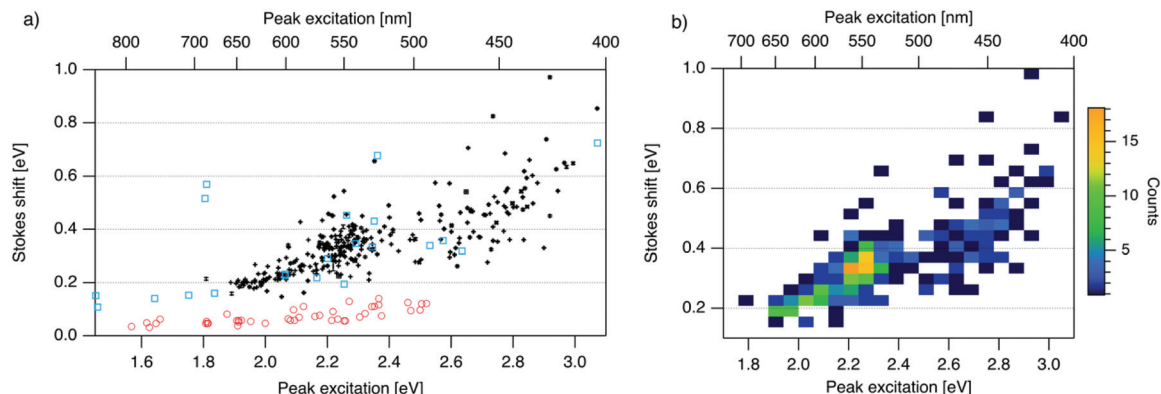 a)
Peak excitation [nm]
800 700 650 600 550 500 450 400
1.0
0.8
0.6
0.4
0.2
0.0
Stokes shift [eV]
1.6 1.8 2.0 2.2 2.4 2.6 2.8 3.0
Peak excitation [eV]
b)
Peak excitation [nm]
700 650 600 550 500 450 400
1.0
0.8
0.6
0.4
0.2
Stokes shift [eV]
1.8 2.0 2.2 2.4 2.6 2.8 3.0
Peak excitation [eV]
15
10
5
Counts